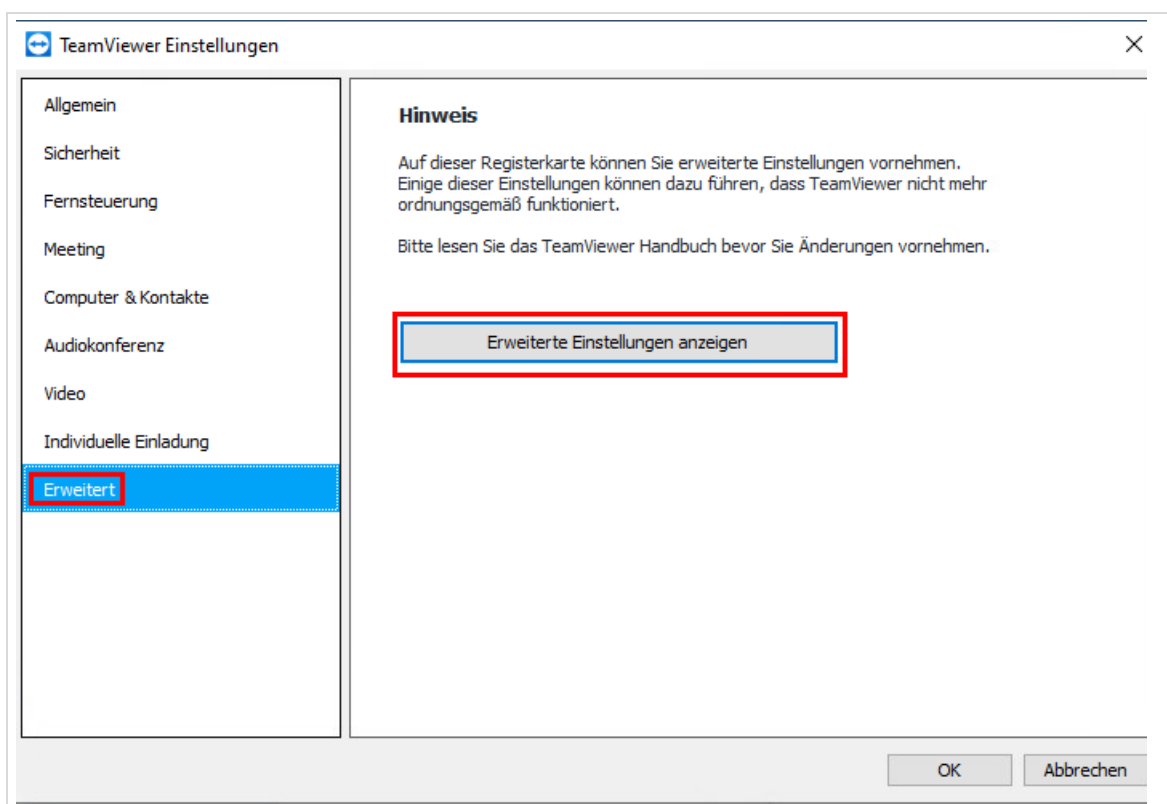 TeamViewer Einstellungen
Allgemein
Sicherheit
Fernsteuerung
Meeting
Computer & Kontakte
Audiokonferenz
Video
Individuelle Einladung
Erweitert
Hinweis
Auf dieser Registerkarte können Sie erweiterte Einstellungen vornehmen.
Einige dieser Einstellungen können dazu führen, dass TeamViewer nicht mehr
ordnungsgemäß funktioniert.
Bitte lesen Sie das TeamViewer Handbuch bevor Sie Änderungen vornehmen.
Erweiterte Einstellungen anzeigen
OK
Abbrechen